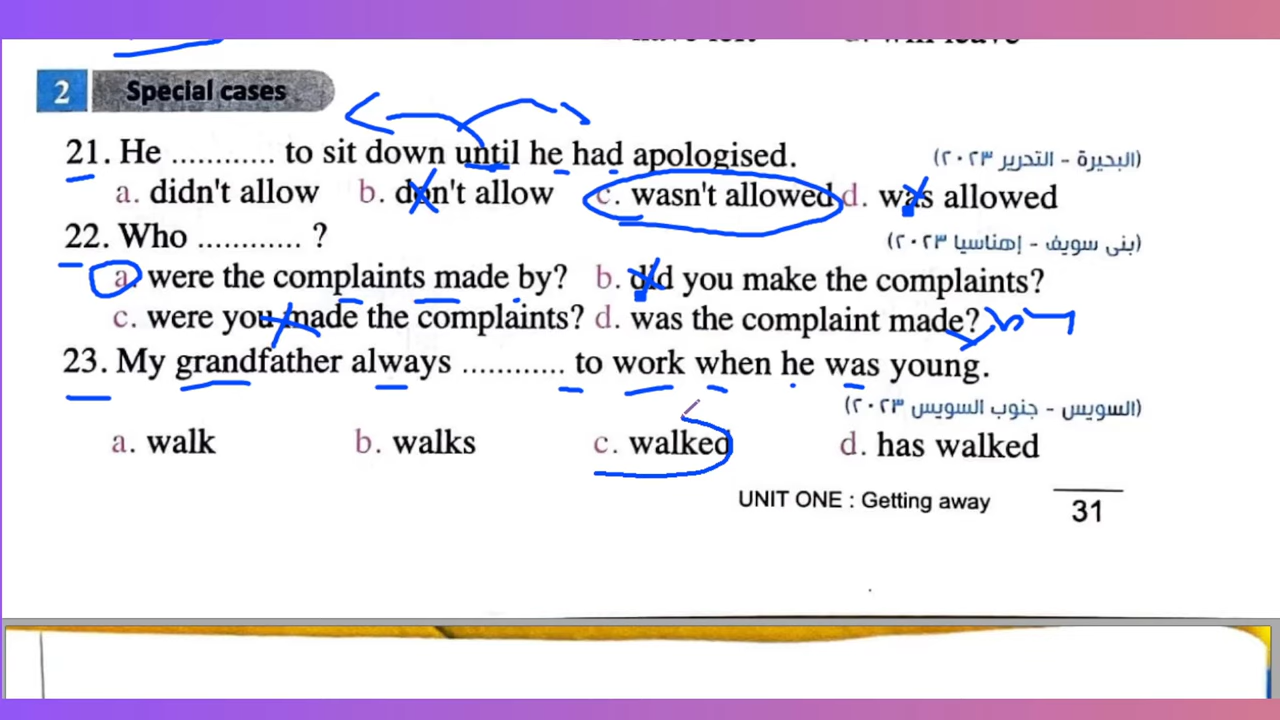 2 Special cases
21. He ............ to sit down until he had apologised. (البحيرة - التحرير ٢٠٢٣)
a. didn't allow b. don't allow c. wasn't allowed d. was allowed
22. Who ............ ? (بنى سويف - إهناسيا ٢٠٢٣)
a. were the complaints made by? b. did you make the complaints?
c. were you made the complaints? d. was the complaint made? by
23. My grandfather always ............ to work when he was young.
(السويس - جنوب السويس ٢٠٢٣)
a. walk b. walks c. walked d. has walked
UNIT ONE : Getting away 31